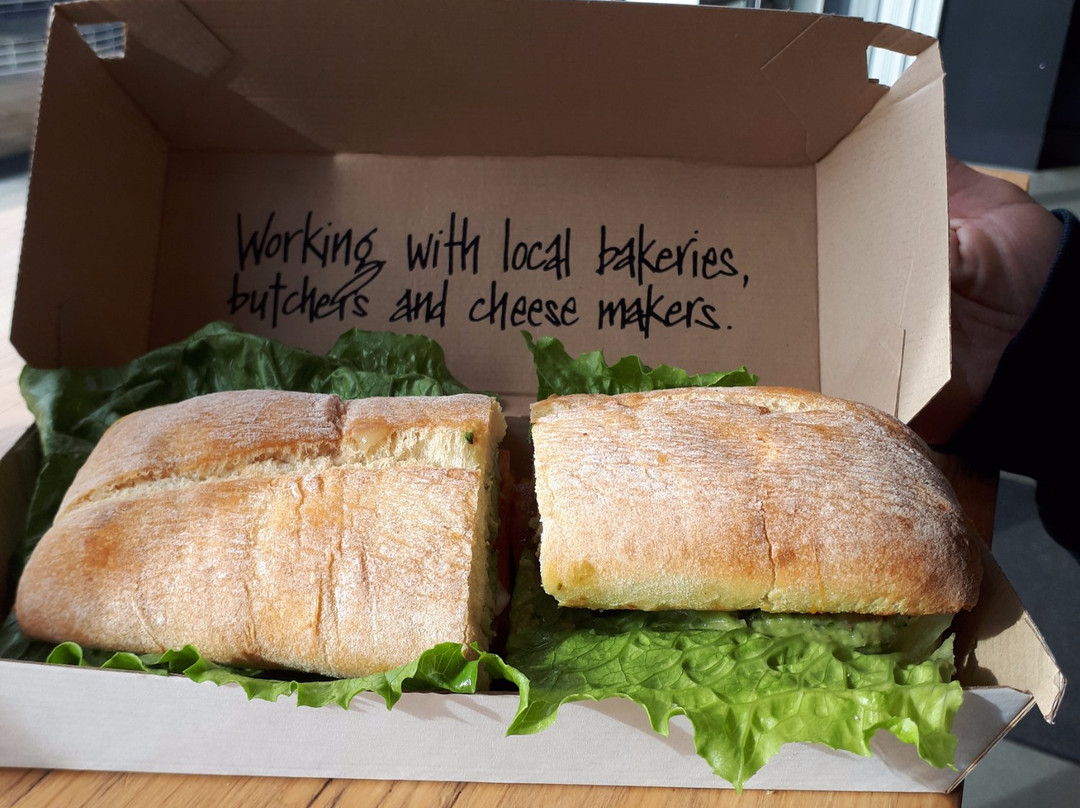 Working with local bakeries,
butchers and cheese makers.